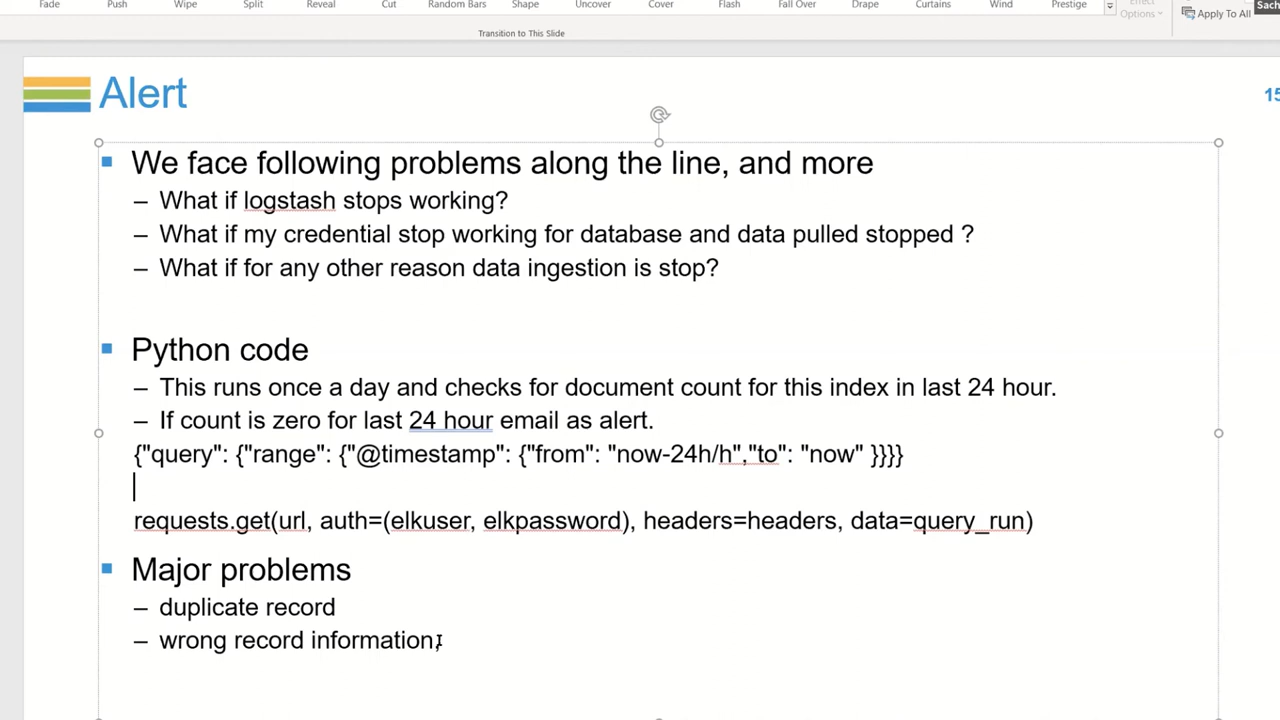 Fade Push Wipe Split Reveal Cut Random Bars Shape Uncover Cover Flash Fall Over Drape Curtains Wind Prestige Effect
Options Apply To All Sach
Transition to This Slide
Alert
15
We face following problems along the line, and more
– What if logstash stops working?
– What if my credential stop working for database and data pulled stopped ?
– What if for any other reason data ingestion is stop?
Python code
– This runs once a day and checks for document count for this index in last 24 hour.
– If count is zero for last 24 hour email as alert.
{"query": {"range": {"@timestamp": {"from": "now-24h/h","to": "now" }}}}
requests.get(url, auth=(elkuser, elkpassword), headers=headers, data=query_run)
Major problems
– duplicate record
– wrong record information,